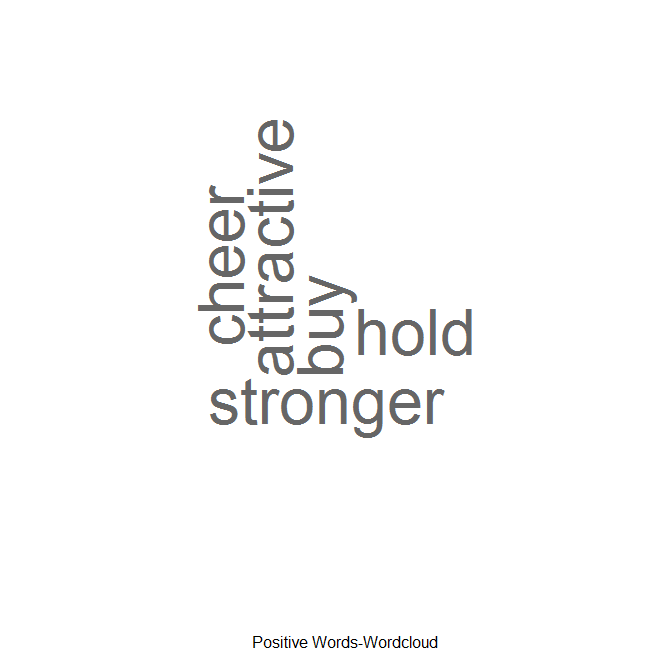 cheer
attractive
buy
hold
stronger
Positive Words-Wordcloud